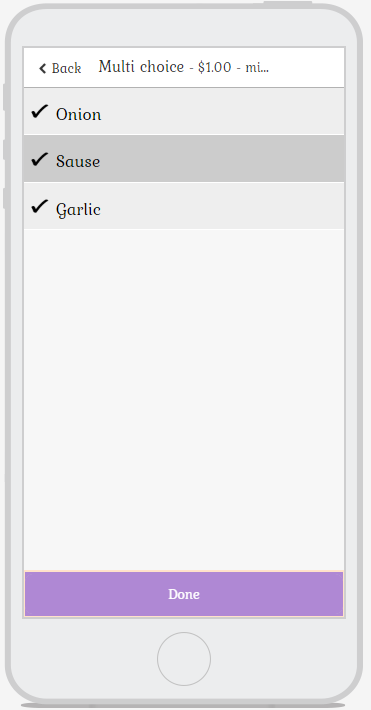 Back Multi choice - $1.00 - mi...
Onion
Sause
Garlic
Done